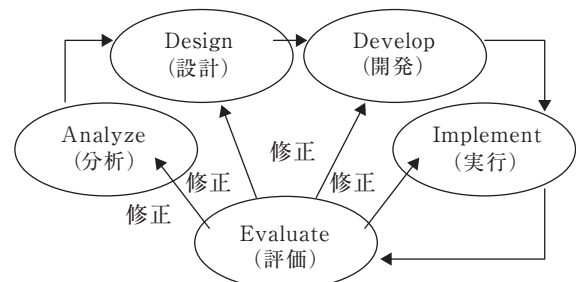 Design
(設計)
Develop
(開発)
Analyze
(分析)
Implement
(実行)
修正
修正
修正
修正
Evaluate
(評価)